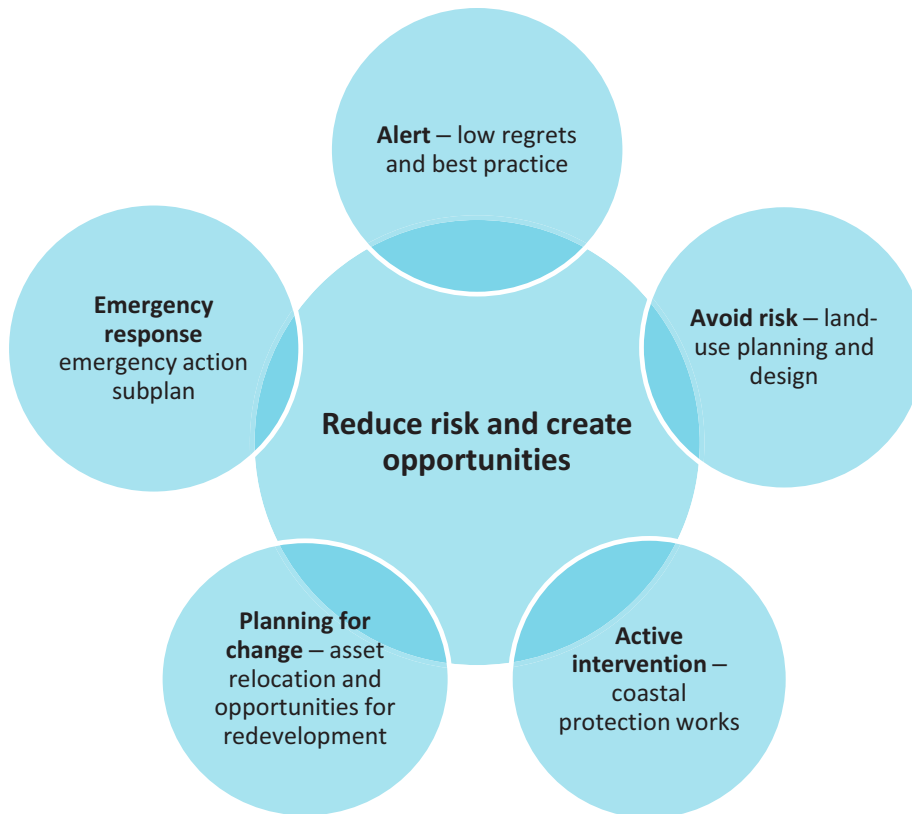 Alert – low regrets
and best practice
Emergency
response
emergency action
subplan
Avoid risk – land-
use planning and
design
Reduce risk and create
opportunities
Planning for
change – asset
relocation and
opportunities for
redevelopment
Active
intervention –
coastal
protection works